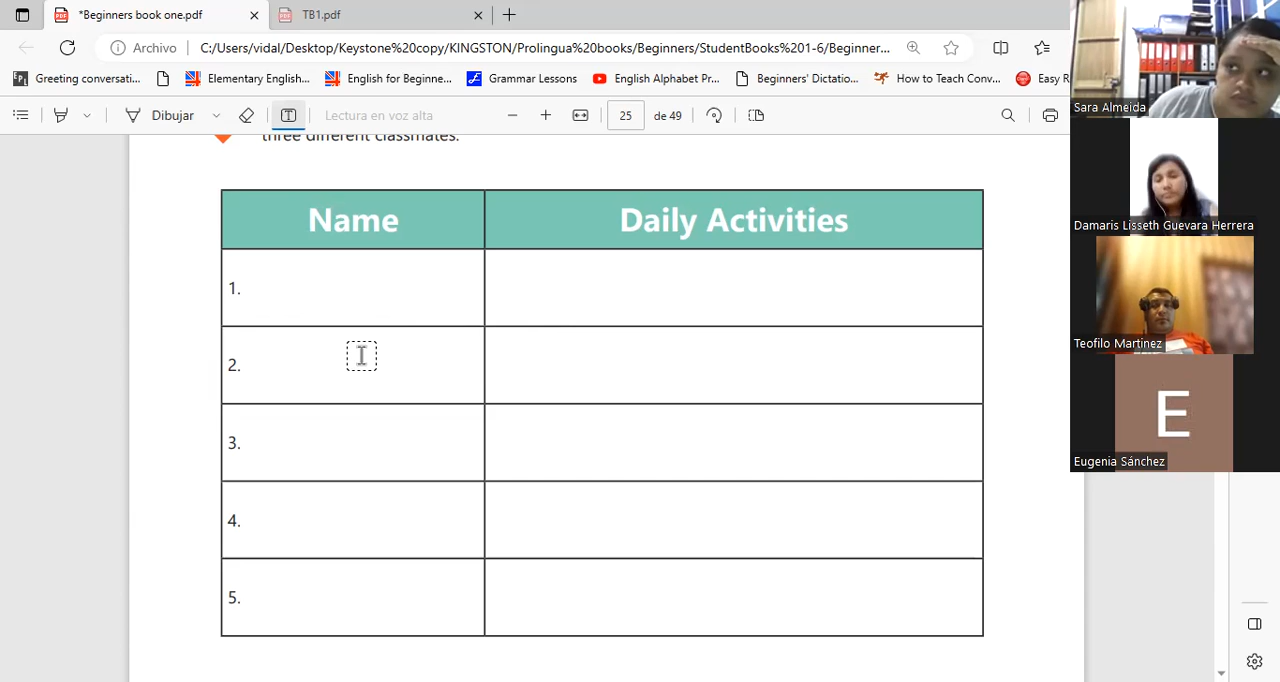 *Beginners book one.pdf
TB1.pdf
Archivo
C:/Users/vidal/Desktop/Keystone%20copy/KINGSTON/Prolingua%20books/Beginners/StudentBooks%201-6/Beginner...
Greeting conversati...
Elementary English...
English for Beginne...
Grammar Lessons
English Alphabet Pr...
Beginners' Dictatio...
How to Teach Conv...
Easy R
Dibujar
Lectura en voz alta
25
de 49
three different classmates.
Name
Daily Activities
1.
2.
3.
4.
5.
Sara Almeida
Damaris Lisseth Guevara Herrera
Teofilo Martinez
E
Eugenia Sánchez